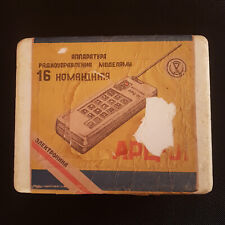 АППАРАТУРА
РАДИОУПРАВЛЕНИЯ МОДЕЛЯМИ
16 КОМАНДНАЯ
ЭЛЕКТРОНИКА